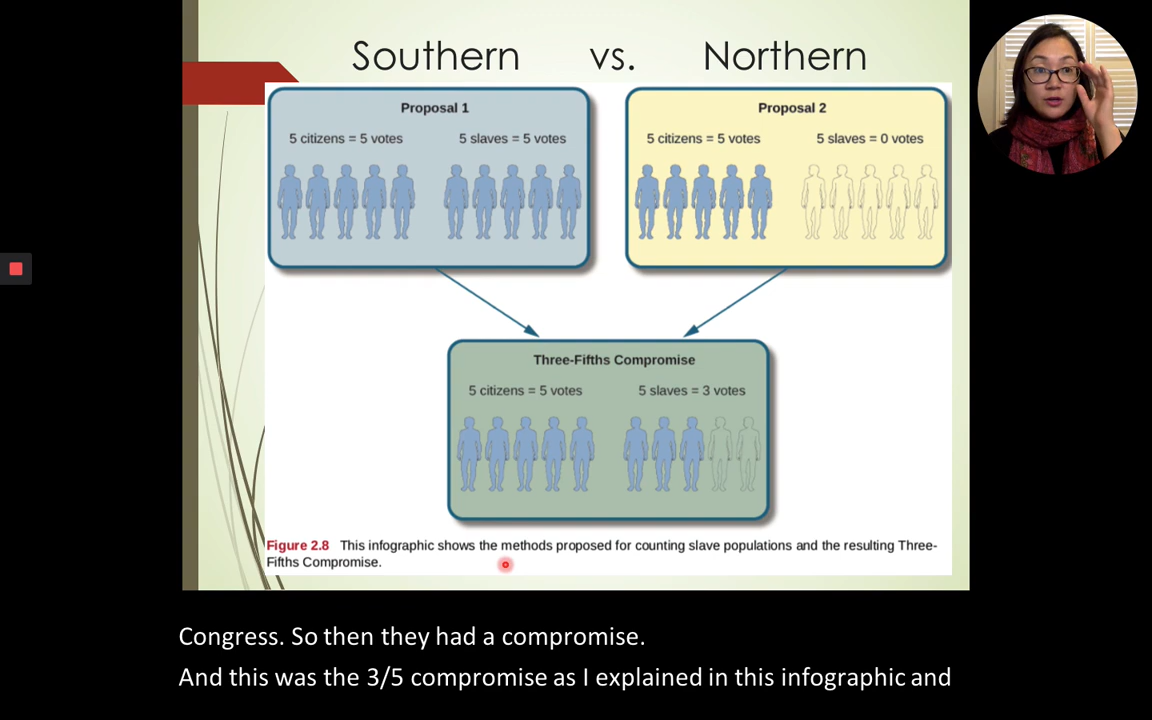 Southern vs. Northern
Proposal 1
5 citizens = 5 votes 5 slaves = 5 votes
Proposal 2
5 citizens = 5 votes 5 slaves = 0 votes
Three-Fifths Compromise
5 citizens = 5 votes 5 slaves = 3 votes
Figure 2.8 This infographic shows the methods proposed for counting slave populations and the resulting Three-
Fifths Compromise.
Congress. So then they had a compromise.
And this was the 3/5 compromise as I explained in this infographic and